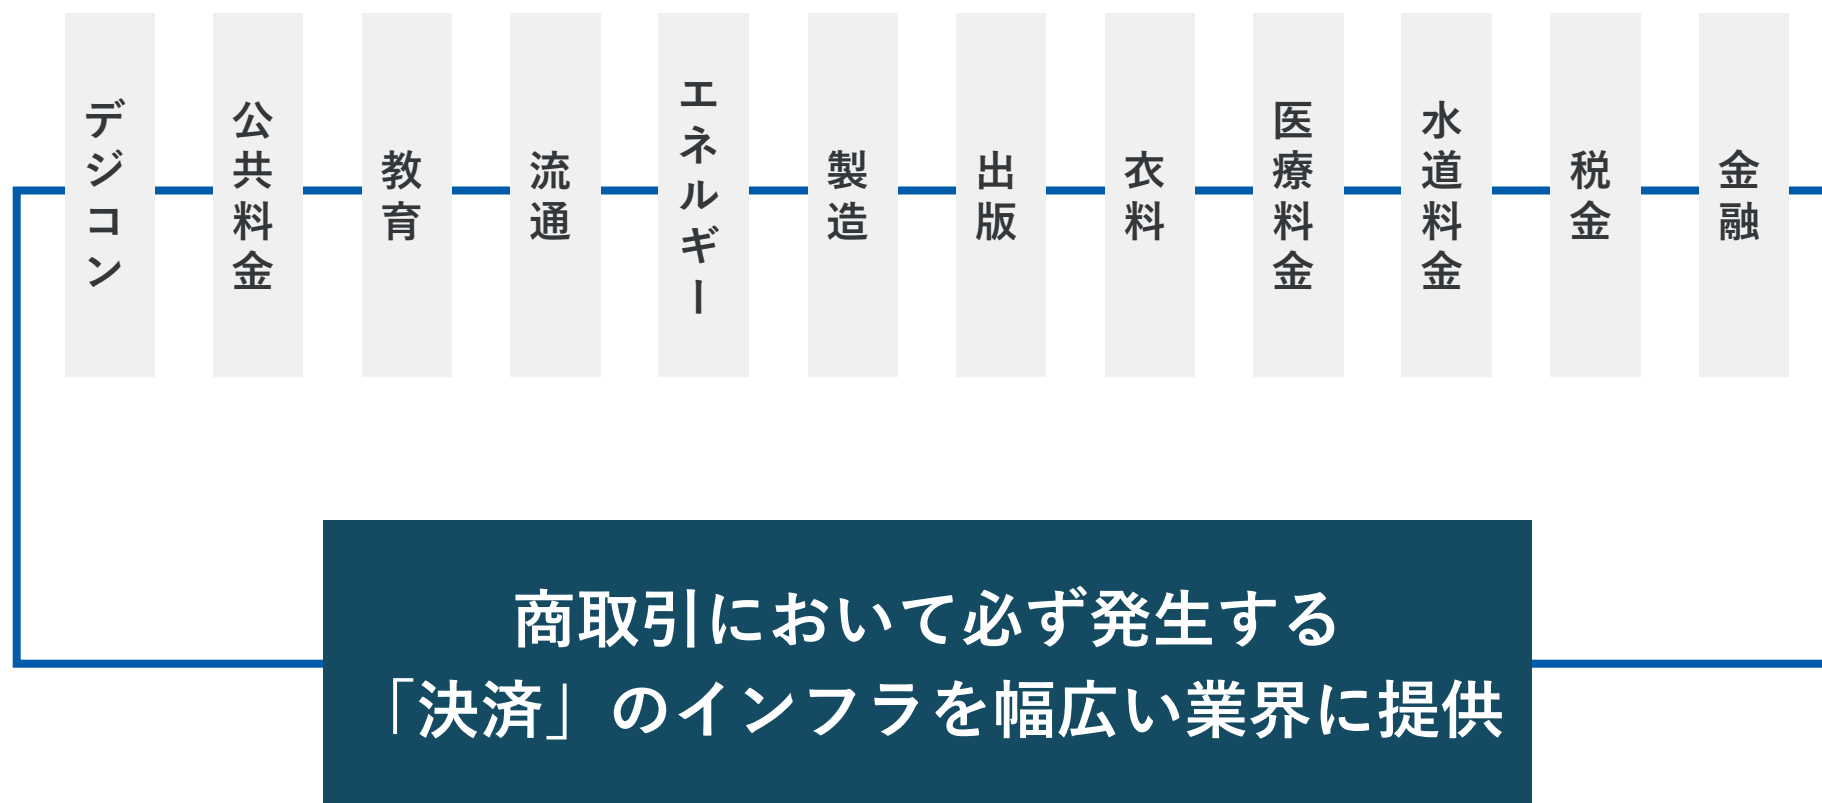 デジコン
公共料金
教育
流通
エネルギー
製造
出版
衣料
医療料金
水道料金
税金
金融
商取引において必ず発生する
「決済」のインフラを幅広い業界に提供